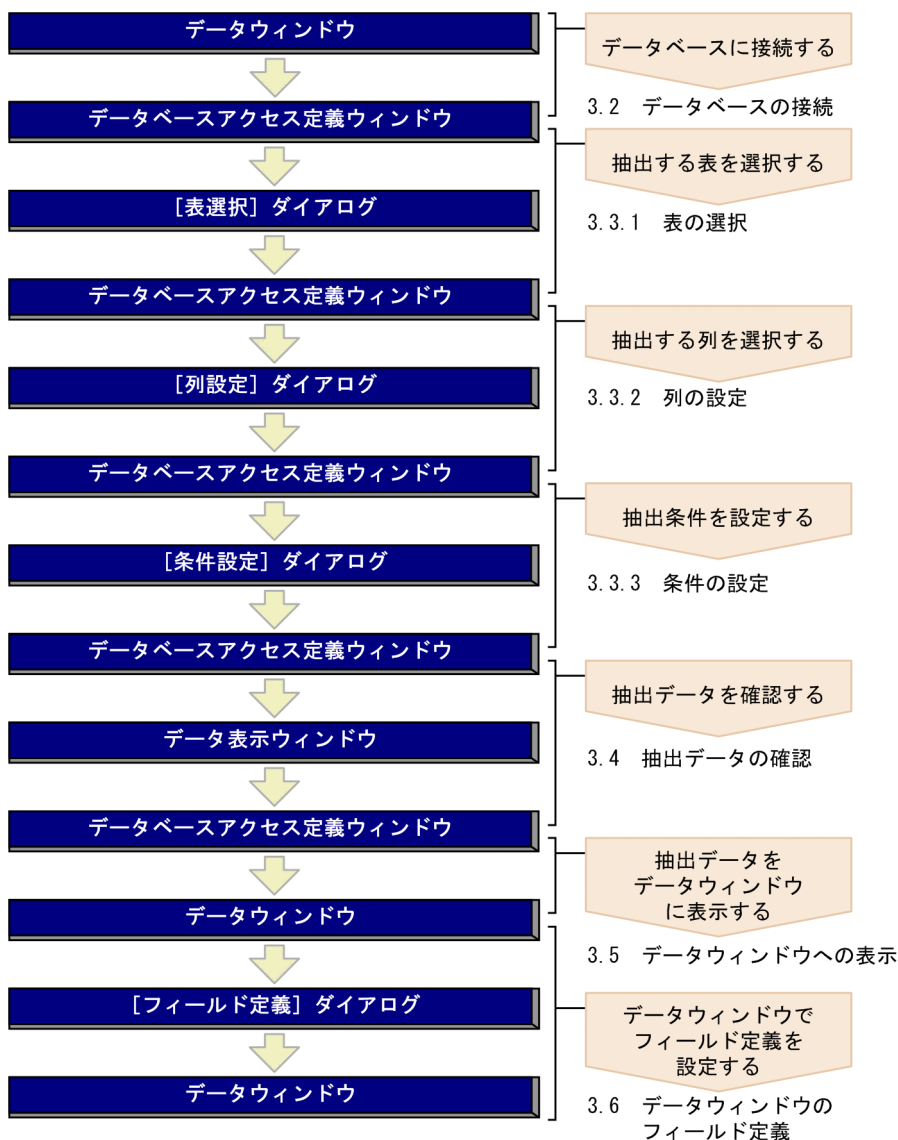 データウィンドウ
データベースに接続する
3.2 データベースの接続
データベースアクセス定義ウィンドウ
抽出する表を選択する
[表選択] ダイアログ
3.3.1 表の選択
データベースアクセス定義ウィンドウ
抽出する列を選択する
[列設定] ダイアログ
3.3.2 列の設定
データベースアクセス定義ウィンドウ
抽出条件を設定する
[条件設定] ダイアログ
3.3.3 条件の設定
データベースアクセス定義ウィンドウ
抽出データを確認する
データ表示ウィンドウ
3.4 抽出データの確認
データベースアクセス定義ウィンドウ
抽出データを
データウィンドウ
に表示する
データウィンドウ
3.5 データウィンドウへの表示
[フィールド定義] ダイアログ
データウィンドウで
フィールド定義を
設定する
データウィンドウ
3.6 データウィンドウの
フィールド定義